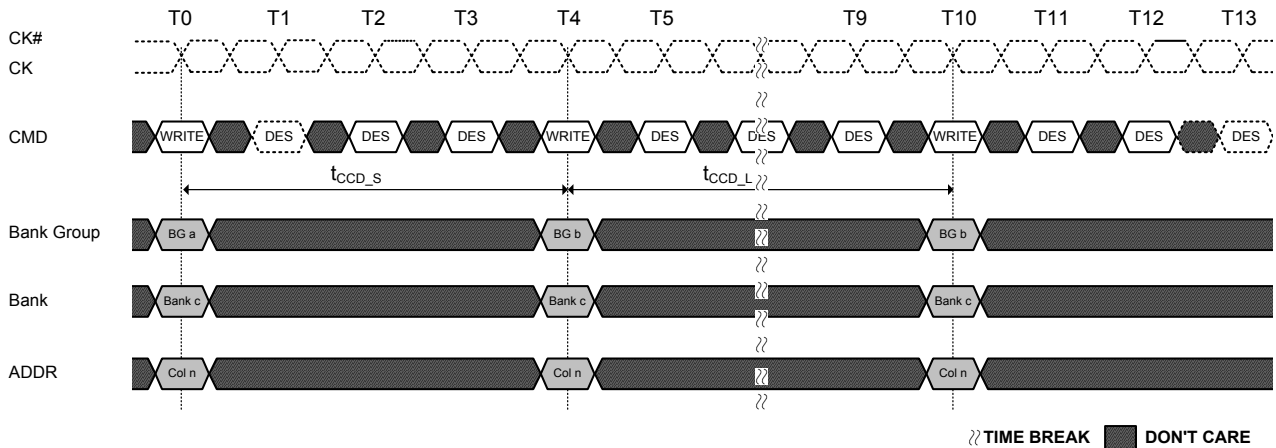 T0 T1 T2 T3 T4 T5 T9 T10 T11 T12 T13
CK#
CK
CMD WRITE DES DES DES WRITE DES DES DES WRITE DES DES DES
tCCD_S tCCD_L
Bank Group BG a BG b BG b
Bank Bank c Bank c Bank c
ADDR Col n Col n Col n
TIME BREAK DON'T CARE